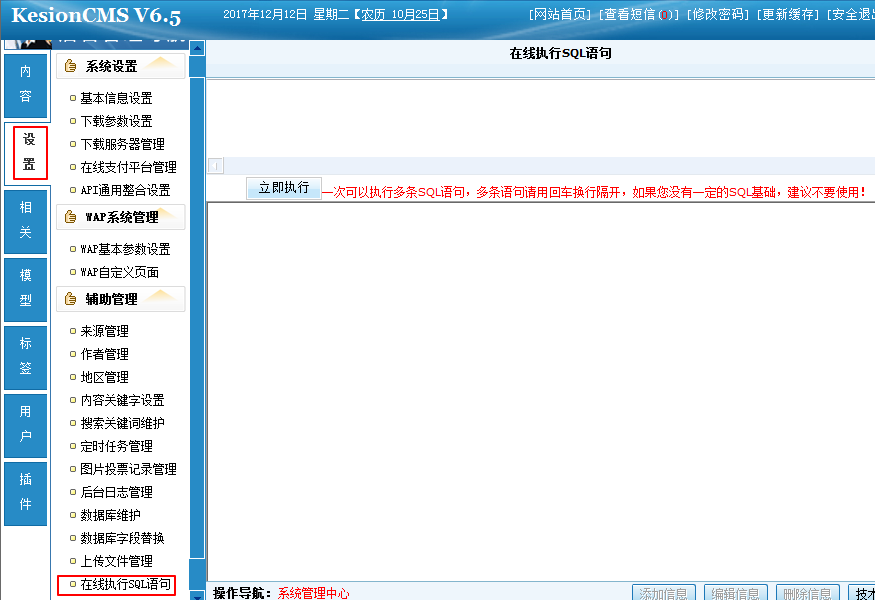 KesionCMS V6.5
2017年12月12日 星期二【农历 10月25日】
[网站首页] [查看短信(0)] [修改密码] [更新缓存] [安全退出
内容
设置
相关
模型
标签
用户
插件
系统设置
基本信息设置
下载参数设置
下载服务器管理
在线支付平台管理
API通用整合设置
WAP系统管理
WAP基本参数设置
WAP自定义页面
辅助管理
来源管理
作者管理
地区管理
内容关键字设置
搜索关键词维护
定时任务管理
图片投票记录管理
后台日志管理
数据库维护
数据库字段替换
上传文件管理
在线执行SQL语句
在线执行SQL语句
立即执行 一次可以执行多条SQL语句，多条语句请用回车换行隔开，如果您没有一定的SQL基础，建议不要使用！
操作导航：系统管理中心
添加信息 编辑信息 删除信息 技术